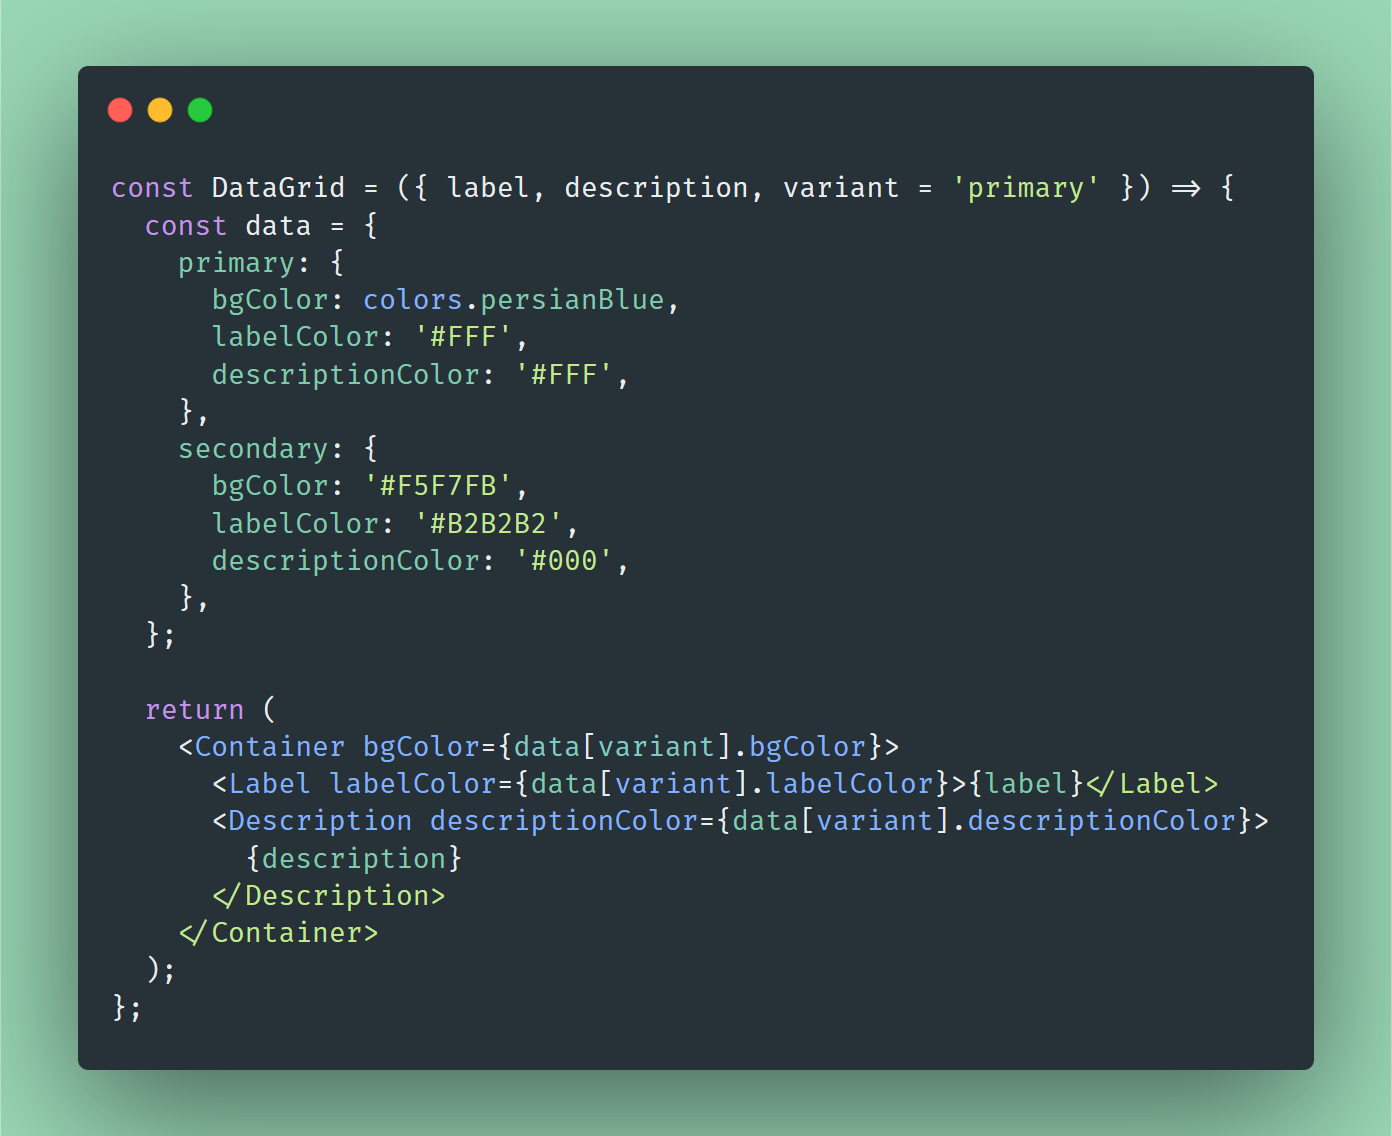 const DataGrid = ({ label, description, variant = 'primary' }) => {
  const data = {
    primary: {
      bgColor: colors.persianBlue,
      labelColor: '#FFF',
      descriptionColor: '#FFF',
    },
    secondary: {
      bgColor: '#F5F7FB',
      labelColor: '#B2B2B2',
      descriptionColor: '#000',
    },
  };

  return (
    <Container bgColor={data[variant].bgColor}>
      <Label labelColor={data[variant].labelColor}>{label}</Label>
      <Description descriptionColor={data[variant].descriptionColor}>
        {description}
      </Description>
    </Container>
  );
};